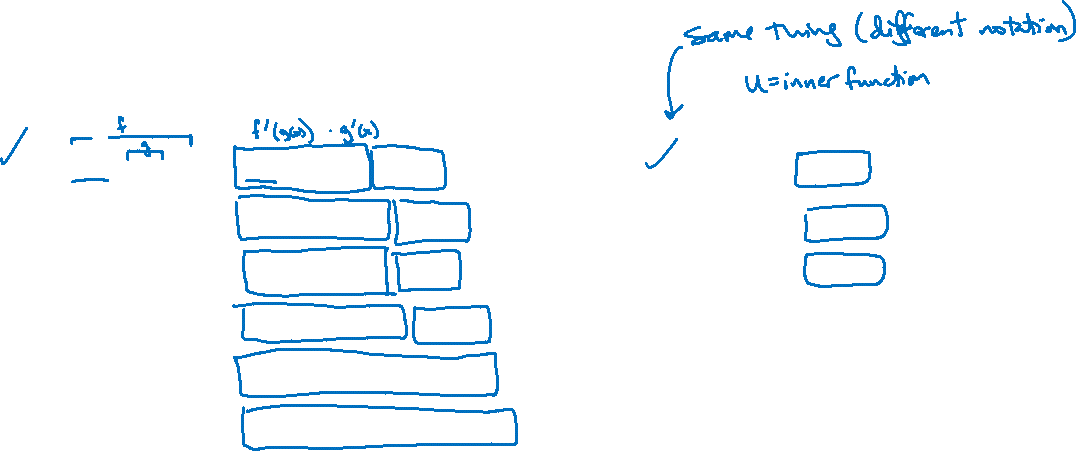 Same thing (different notation)
u = inner function
f
g
f'(g(x)) · g'(x)